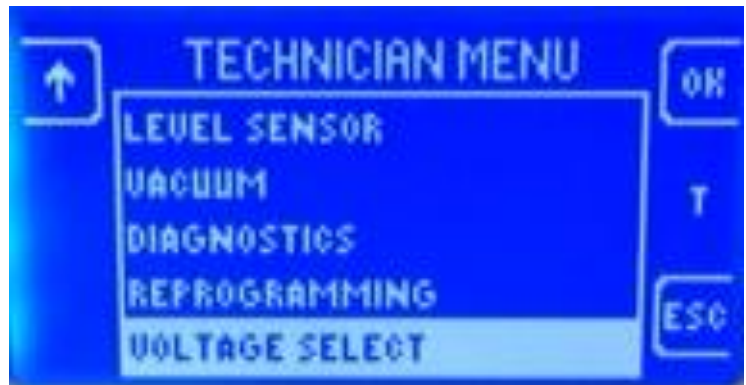 ↑ TECHNICIAN MENU OK
LEVEL SENSOR
VACUUM
T
DIAGNOSTICS
REPROGRAMMING
ESC
VOLTAGE SELECT